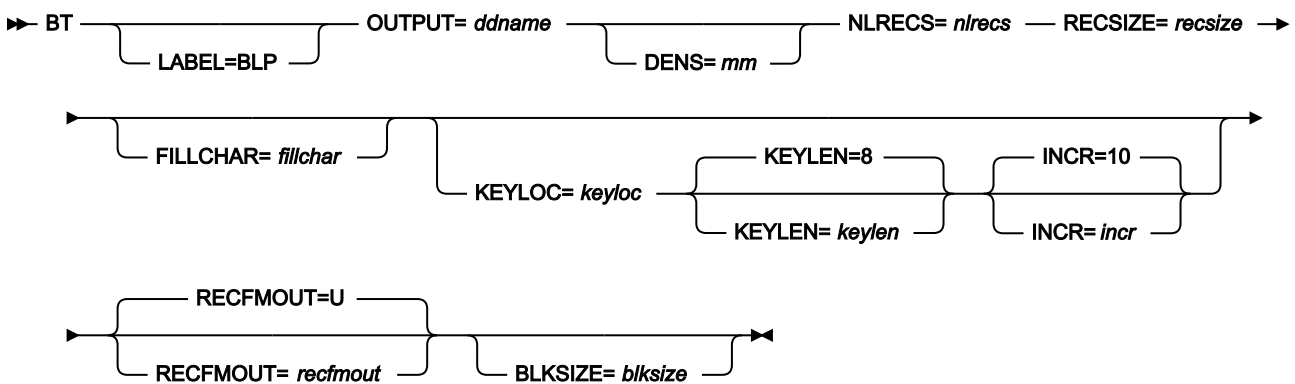 BT OUTPUT= ddname NLRECS= nlrecs RECSIZE= recsize
LABEL=BLP DENS= mm
KEYLEN=8 INCR=10
FILLCHAR= fillchar
KEYLOC= keyloc
KEYLEN= keylen INCR= incr
RECFMOUT=U
RECFMOUT= recfmout BLKSIZE= blksize